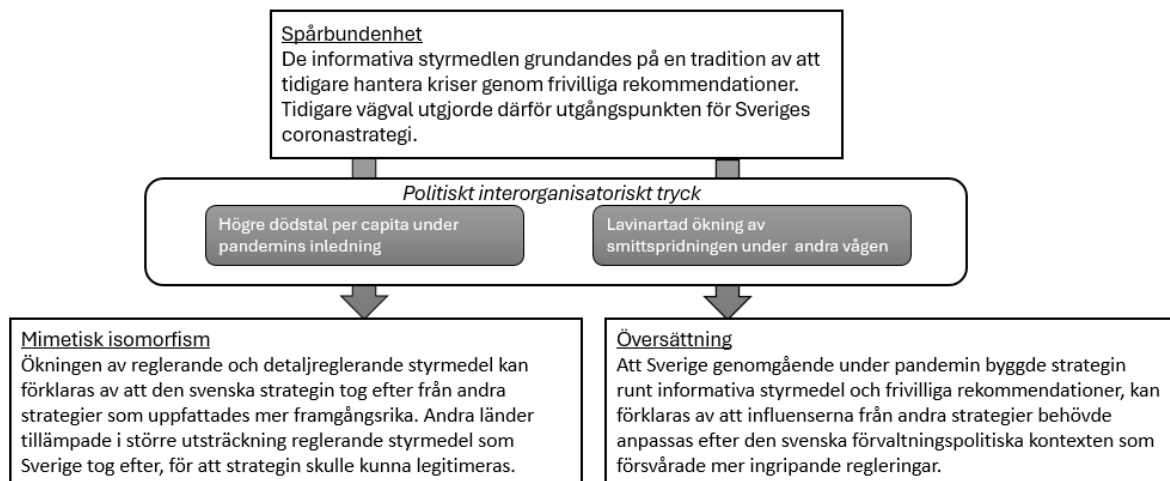 Spårbundenhet
De informativa styrmedlen grundandes på en tradition av att
tidigare hantera kriser genom frivilliga rekommendationer.
Tidigare vägval utgjorde därför utgångspunkten för Sveriges
coronastrategi.
Politiskt interorganisatoriskt tryck
Högre dödstal per capita under
pandemins inledning
Lavinartad ökning av
smittspridningen under andra vågen
Mimetisk isomorfism
Ökningen av reglerande och detaljreglerande styrmedel kan
förklaras av att den svenska strategin tog efter från andra
strategier som uppfattades mer framgångsrika. Andra länder
tillämpade i större utsträckning reglerande styrmedel som
Sverige tog efter, för att strategin skulle kunna legitimeras.
Översättning
Att Sverige genomgående under pandemin byggde strategin
runt informativa styrmedel och frivilliga rekommendationer, kan
förklaras av att influenserna från andra strategier behövde
anpassas efter den svenska förvaltningspolitiska kontexten som
försvårade mer ingripande regleringar.